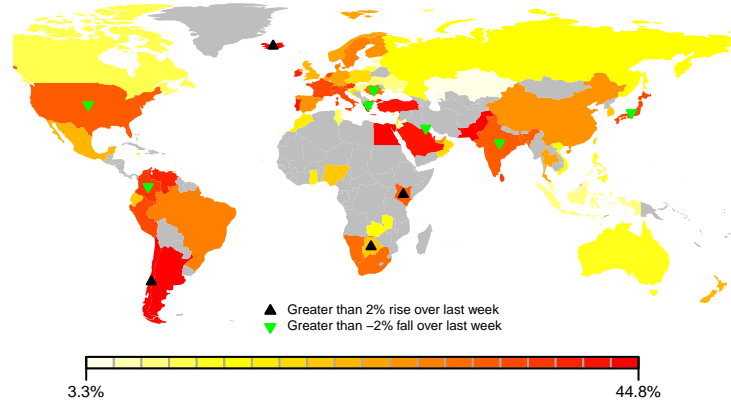 Greater than 2% rise over last week
Greater than −2% fall over last week
3.3%
44.8%